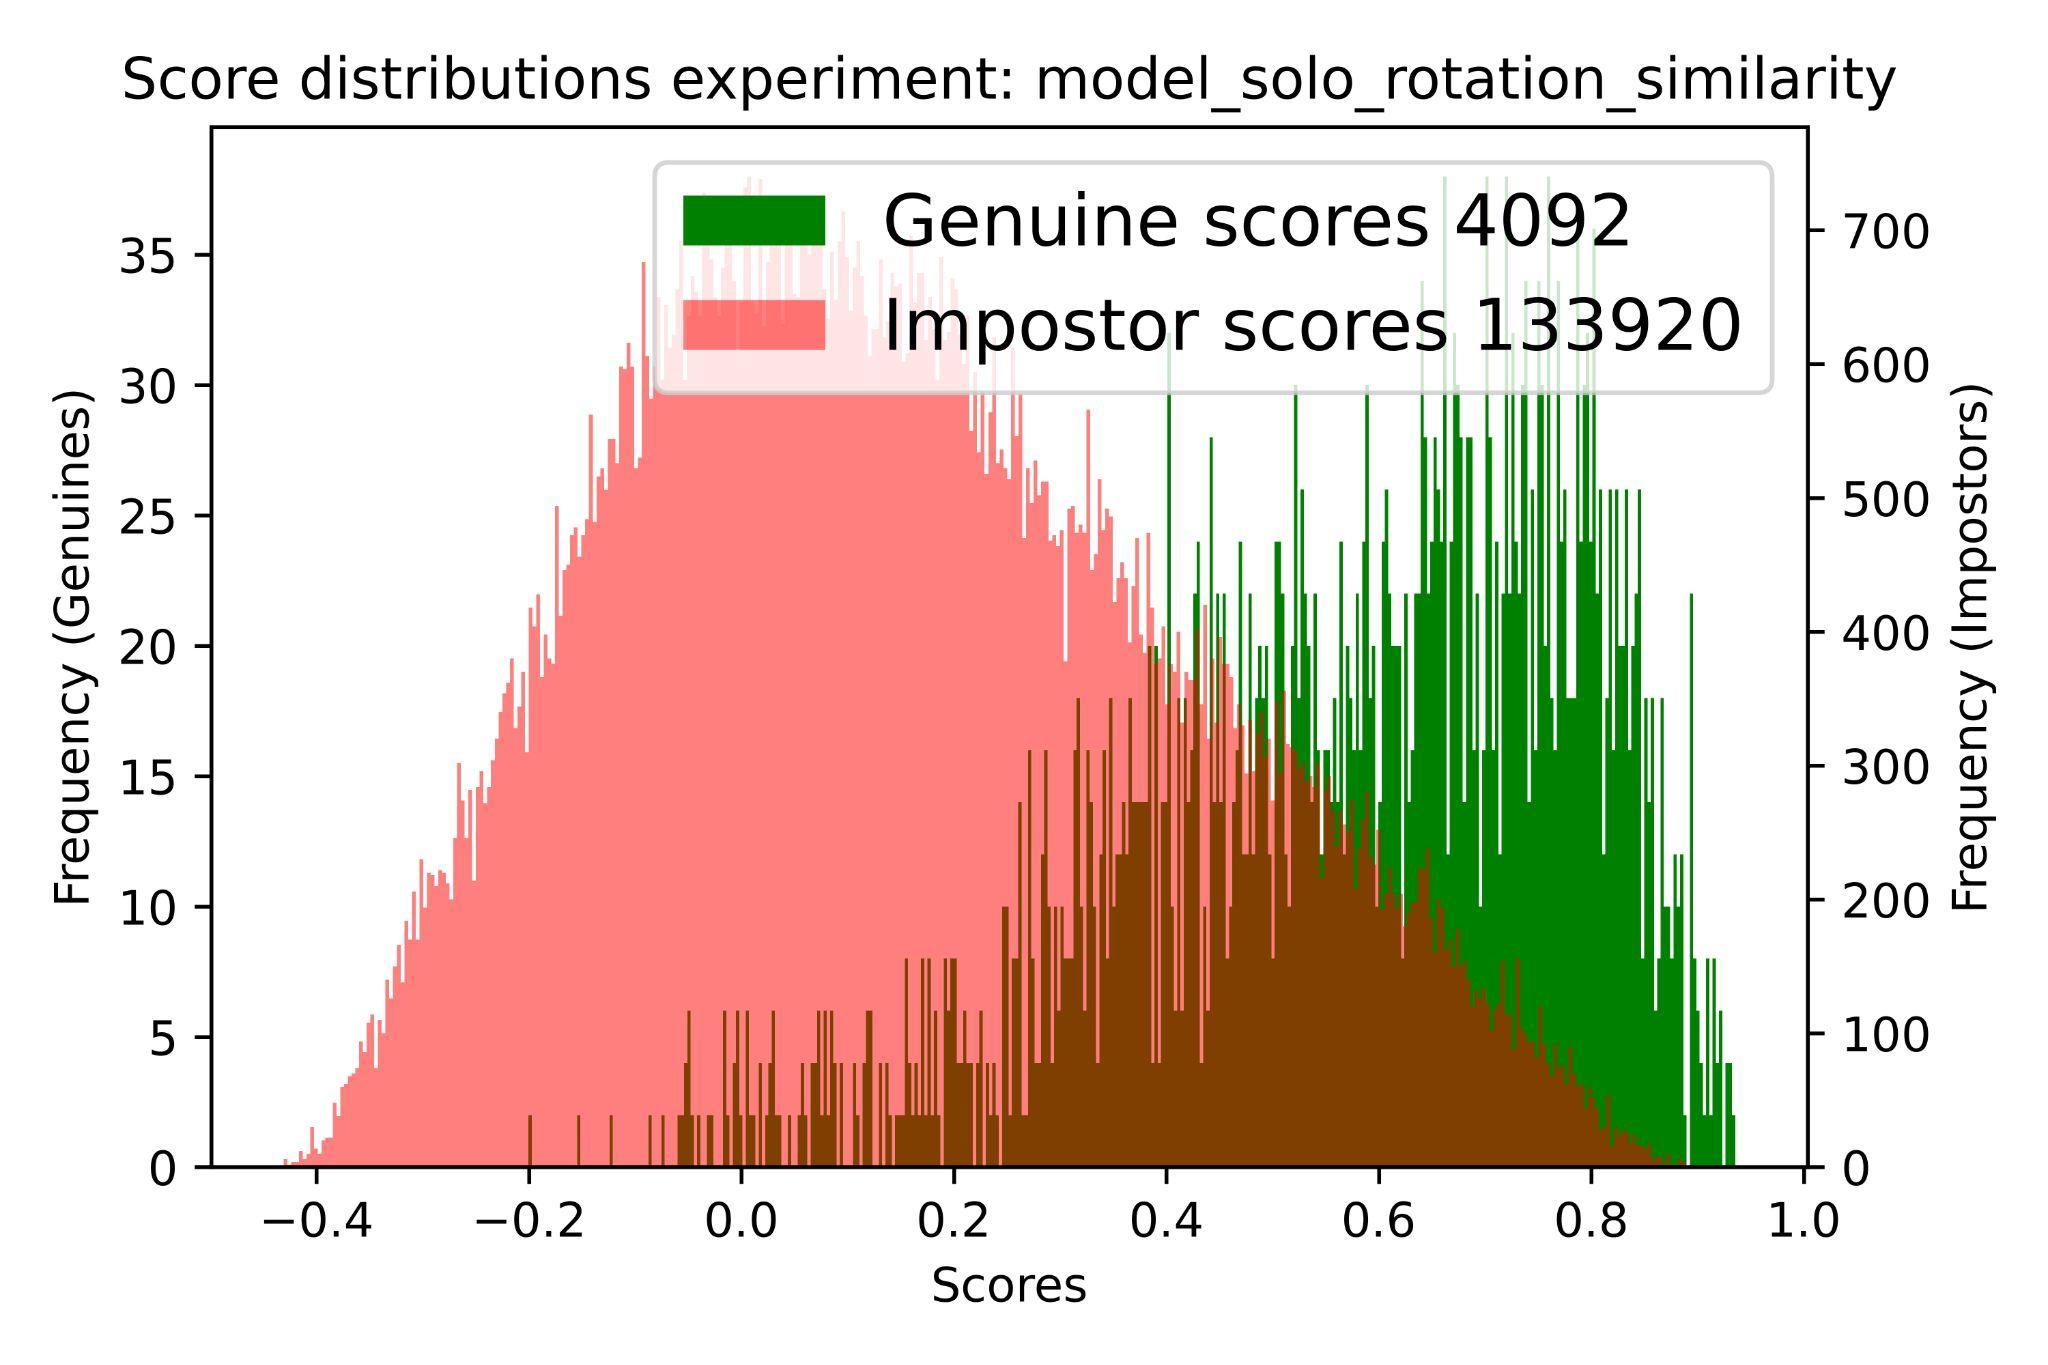 Score distributions experiment: model_solo_rotation_similarity
Genuine scores 4092
Impostor scores 133920
Frequency (Genuines)
35
30
25
20
15
10
5
0
Frequency (Impostors)
700
600
500
400
300
200
100
0
−0.4 −0.2 0.0 0.2 0.4 0.6 0.8 1.0
Scores